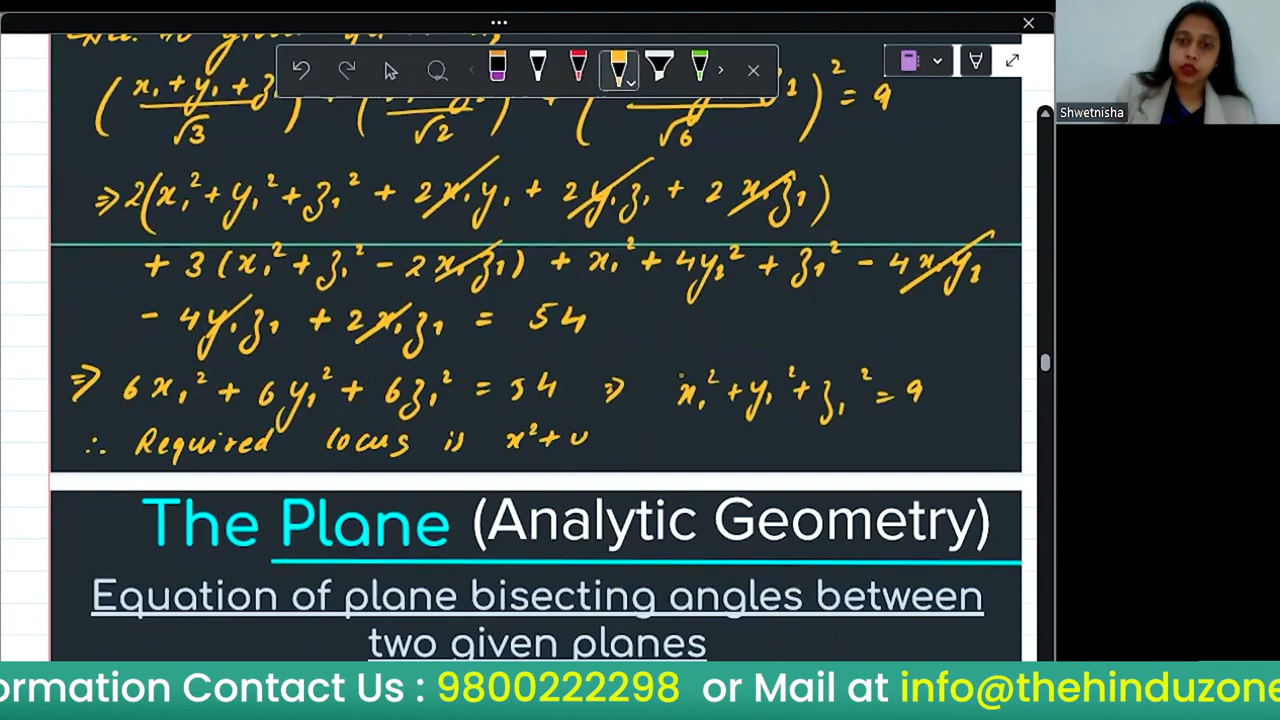 Shwetnisha
(x₁ + y₁ + z
√3
√2
√6
)² = 9
⇒ 2(x₁² + y₁² + z₁² + 2x₁y₁ + 2y₁z₁ + 2x₁z₁)
+ 3(x₁² + z₁² - 2x₁z₁) + x₁² + 4y₁² + z₁² - 4x₁y₁
- 4y₁z₁ + 2x₁z₁ = 54
⇒ 6x₁² + 6y₁² + 6z₁² = 54 ⇒ x₁² + y₁² + z₁² = 9
∴ Required locus is x² +
The Plane (Analytic Geometry)
Equation of plane bisecting angles between
two given planes
ormation Contact Us : 9800222298 or Mail at info@thehinduzone